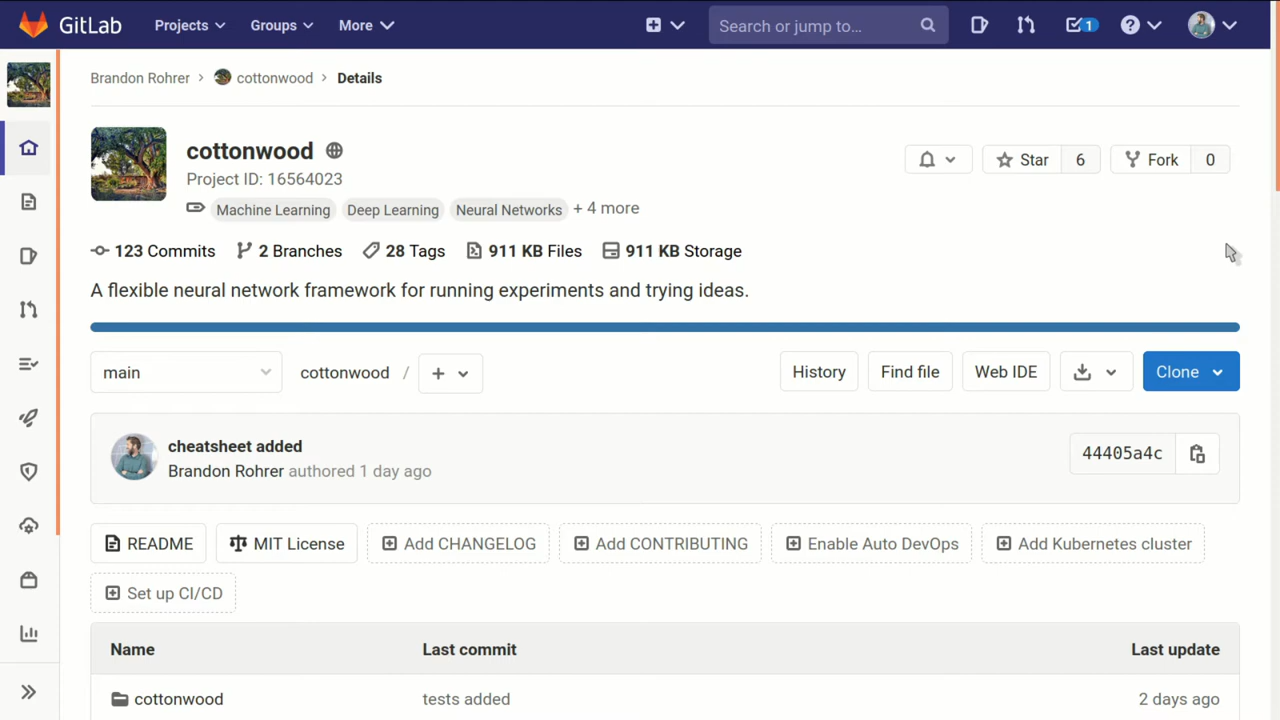 GitLab Projects Groups More Search or jump to... 1
Brandon Rohrer > cottonwood > Details
cottonwood
Project ID: 16564023
Star 6 Fork 0
Machine Learning Deep Learning Neural Networks + 4 more
123 Commits 2 Branches 28 Tags 911 KB Files 911 KB Storage
A flexible neural network framework for running experiments and trying ideas.
main cottonwood / + History Find file Web IDE Clone
cheatsheet added
Brandon Rohrer authored 1 day ago
44405a4c
README MIT License Add CHANGELOG Add CONTRIBUTING Enable Auto DevOps Add Kubernetes cluster
Set up CI/CD
Name Last commit Last update
cottonwood tests added 2 days ago